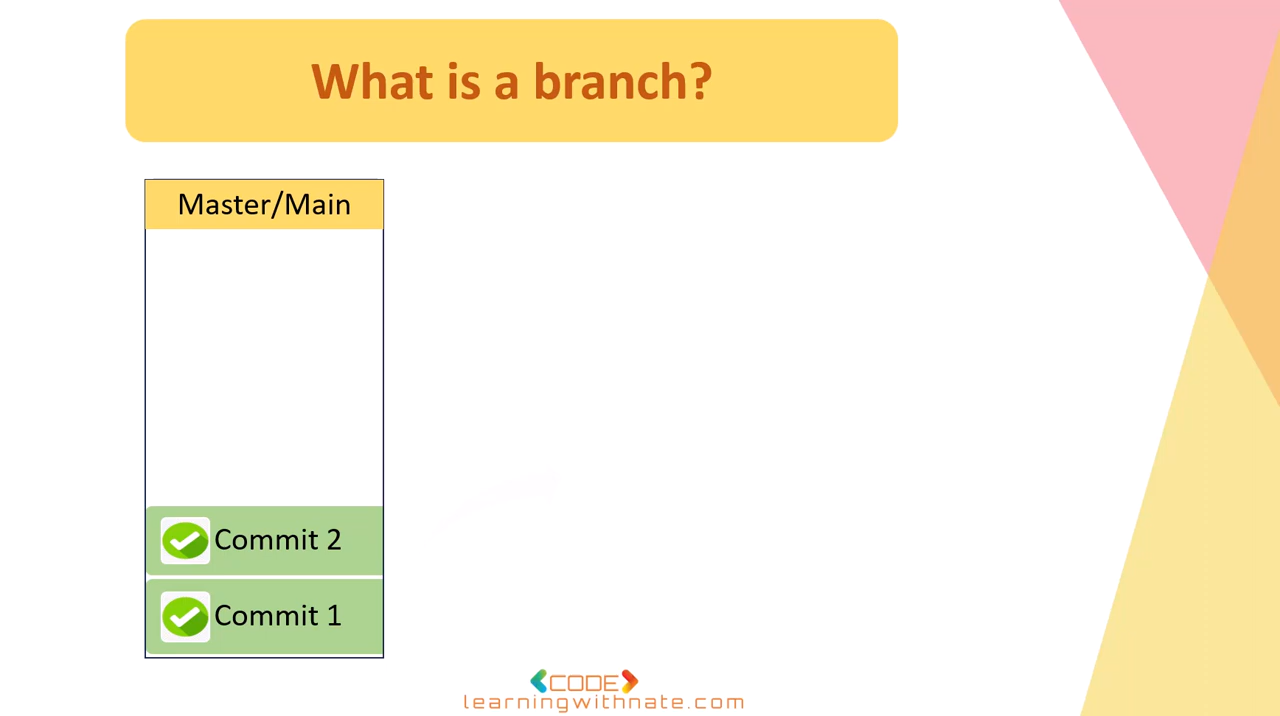 What is a branch?
Master/Main
Commit 2
Commit 1
CODE
learningwithnate.com